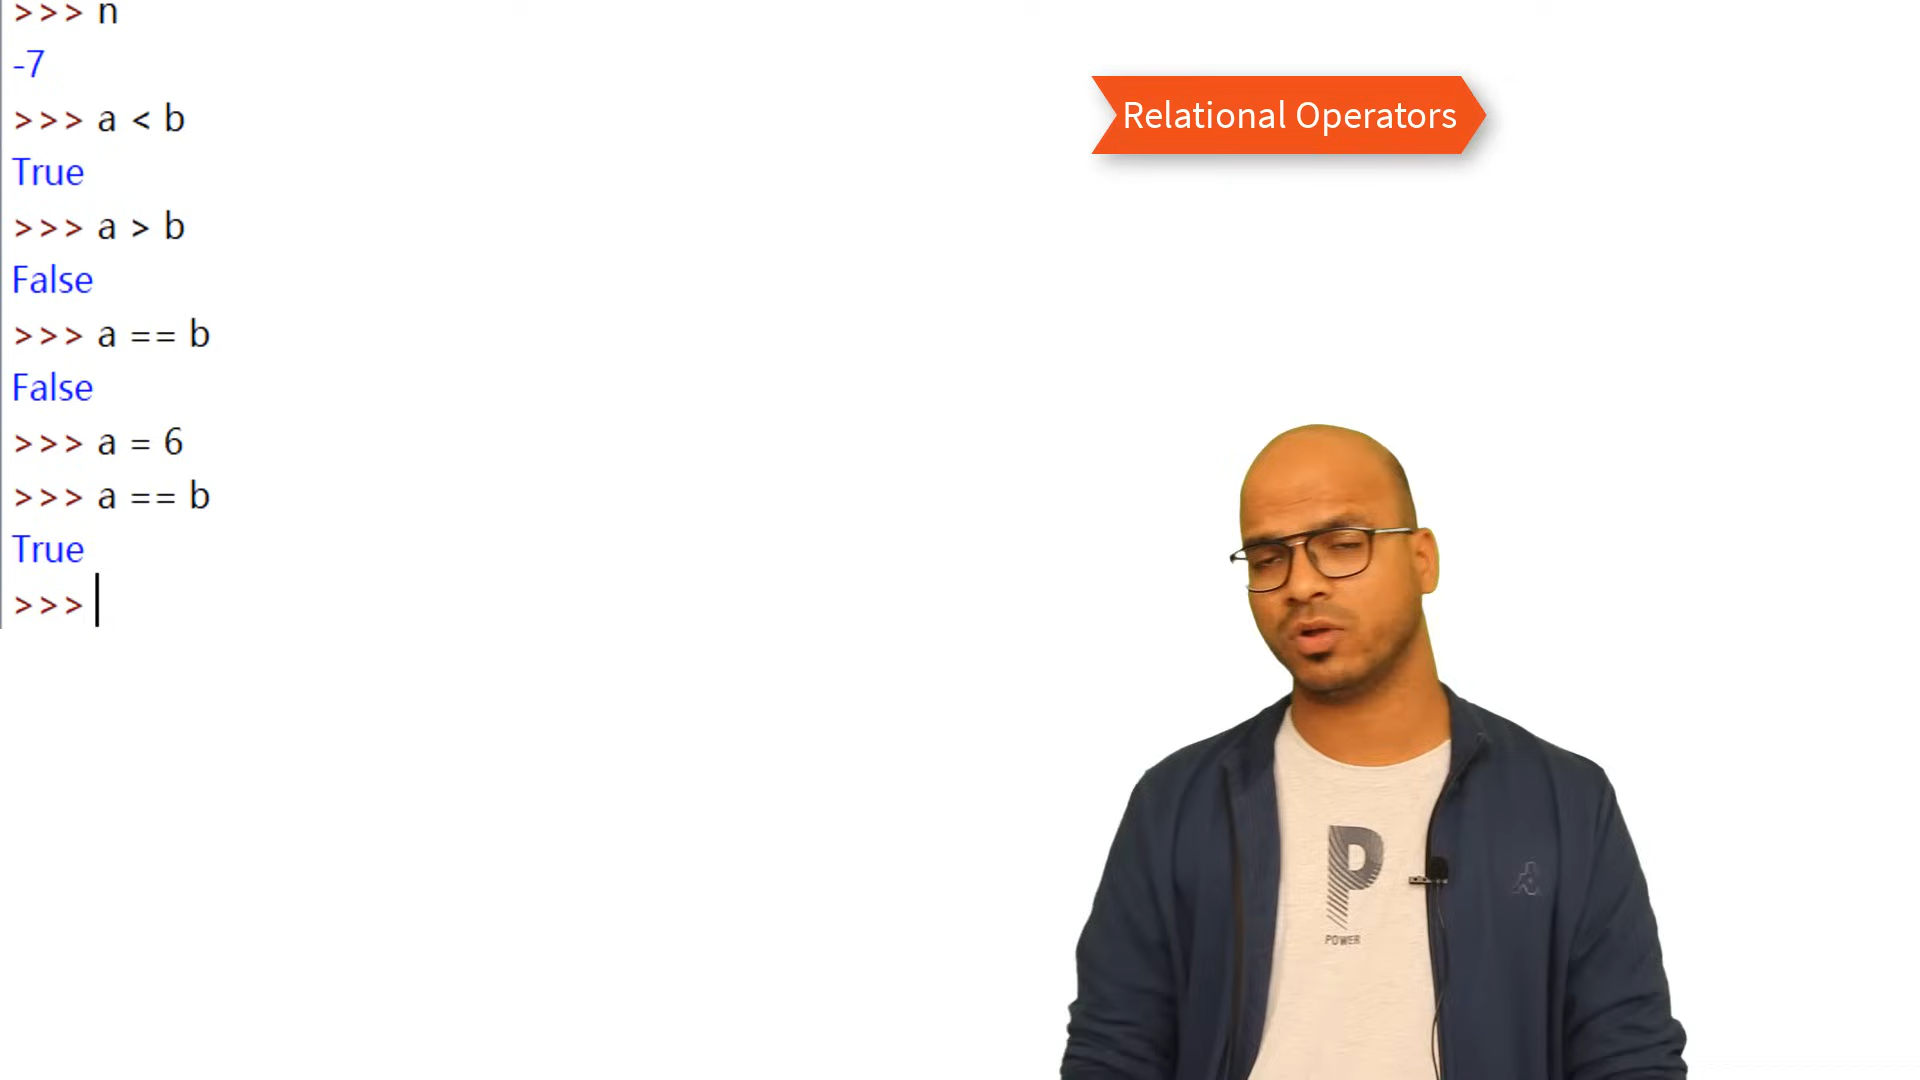 >>> n
-7
>>> a < b
True
>>> a > b
False
>>> a == b
False
>>> a = 6
>>> a == b
True
>>>
Relational Operators
P
POWER